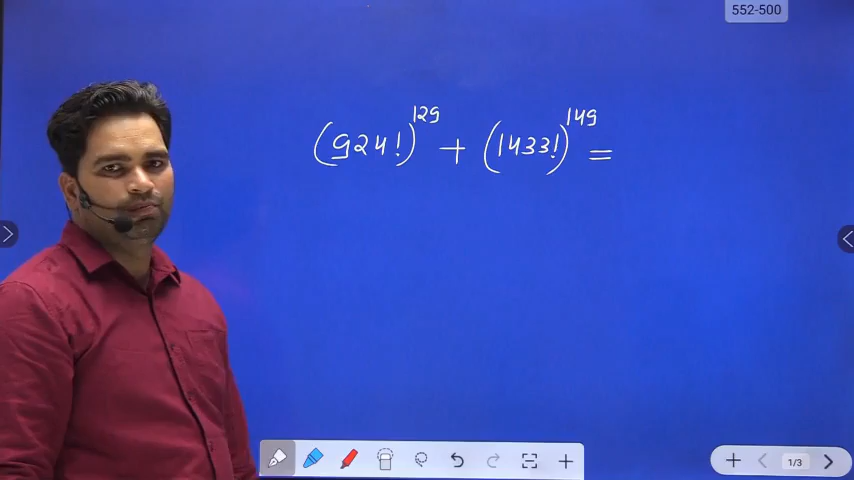 552-500
(924!)^129 + (1433!)^149 =
1/3